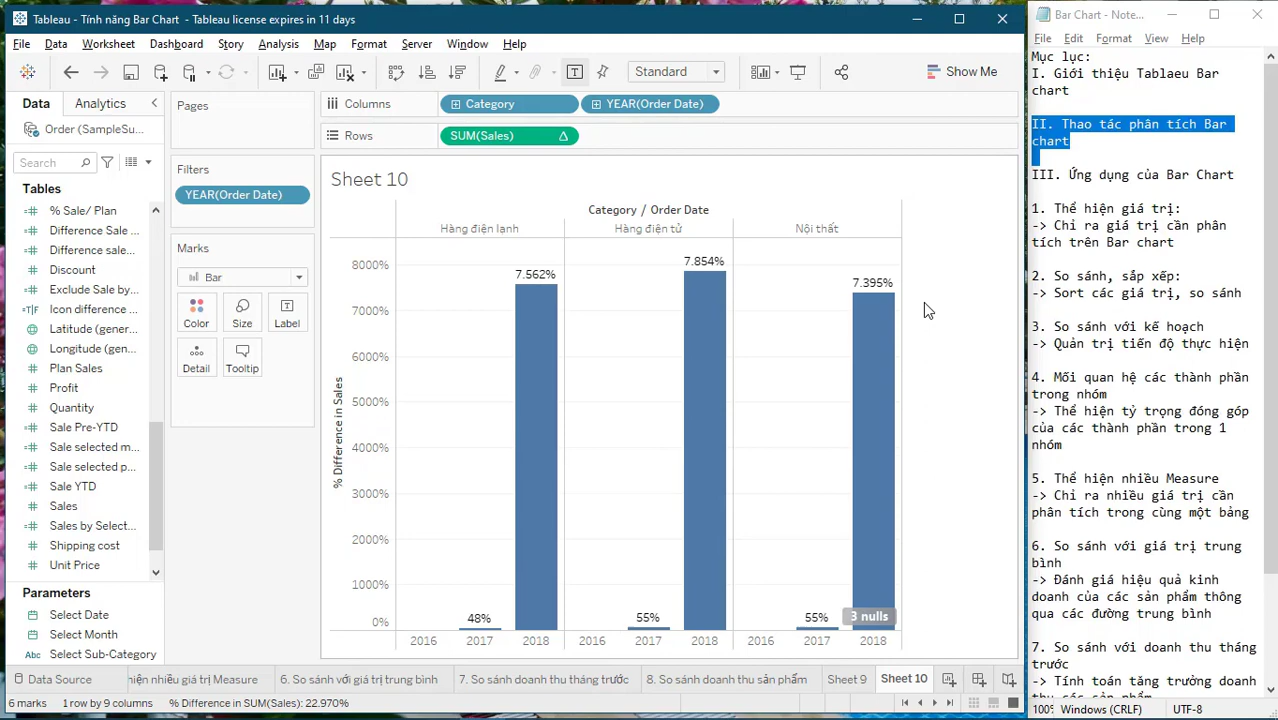 Tableau - Tính năng Bar Chart - Tableau license expires in 11 days
File Data Worksheet Dashboard Story Analysis Map Format Server Window Help
Standard
Show Me
Data Analytics
Order (SampleSu...
Search
Tables
% Sale/ Plan
Difference Sale ...
Difference sale...
Discount
Exclude Sale by...
Icon difference ...
Latitude (gener...
Longitude (gen...
Plan Sales
Profit
Quantity
Sale Pre-YTD
Sale selected m...
Sale selected p...
Sale YTD
Sales
Sales by Select...
Shipping cost
Unit Price
Parameters
Select Date
Select Month
Abc Select Sub-Category
Pages
Filters
YEAR(Order Date)
Marks
Bar
Color Size Label
Detail Tooltip
Columns Category YEAR(Order Date)
Rows SUM(Sales)
Sheet 10
Category / Order Date
Hàng điện lạnh Hàng điện tử Nội thất
% Difference in Sales
8000%
7000%
6000%
5000%
4000%
3000%
2000%
1000%
0%
7.562% 7.854% 7.395%
48% 55% 55%
3 nulls
2016 2017 2018 2016 2017 2018 2016 2017 2018
Data Source hiện nhiều giá trị Measure 6. So sánh với giá trị trung bình 7. So sánh doanh thu tháng trước 8. So sánh doanh thu sản phẩm Sheet 9 Sheet 10
6 marks 1 row by 9 columns % Difference in SUM(Sales): 22.970%
Bar Chart - Note...
File Edit Format View Help
Mục lục:
I. Giới thiệu Tablaeu Bar
chart
II. Thao tác phân tích Bar
chart
III. Ứng dụng của Bar Chart
1. Thể hiện giá trị:
-> Chỉ ra giá trị cần phân
tích trên Bar chart
2. So sánh, sắp xếp:
-> Sort các giá trị, so sánh
3. So sánh với kế hoạch
-> Quản trị tiến độ thực hiện
4. Mối quan hệ các thành phần
trong nhóm
-> Thể hiện tỷ trọng đóng góp
của các thành phần trong 1
nhóm
5. Thể hiện nhiều Measure
-> Chỉ ra nhiều giá trị cần
phân tích trong cùng một bảng
6. So sánh với giá trị trung
bình
-> Đánh giá hiệu quả kinh
doanh của các sản phẩm thông
qua các đường trung bình
7. So sánh với doanh thu tháng
trước
-> Tính toán tăng trưởng doanh
thu các sản phẩm
Windows (CRLF) UTF-8